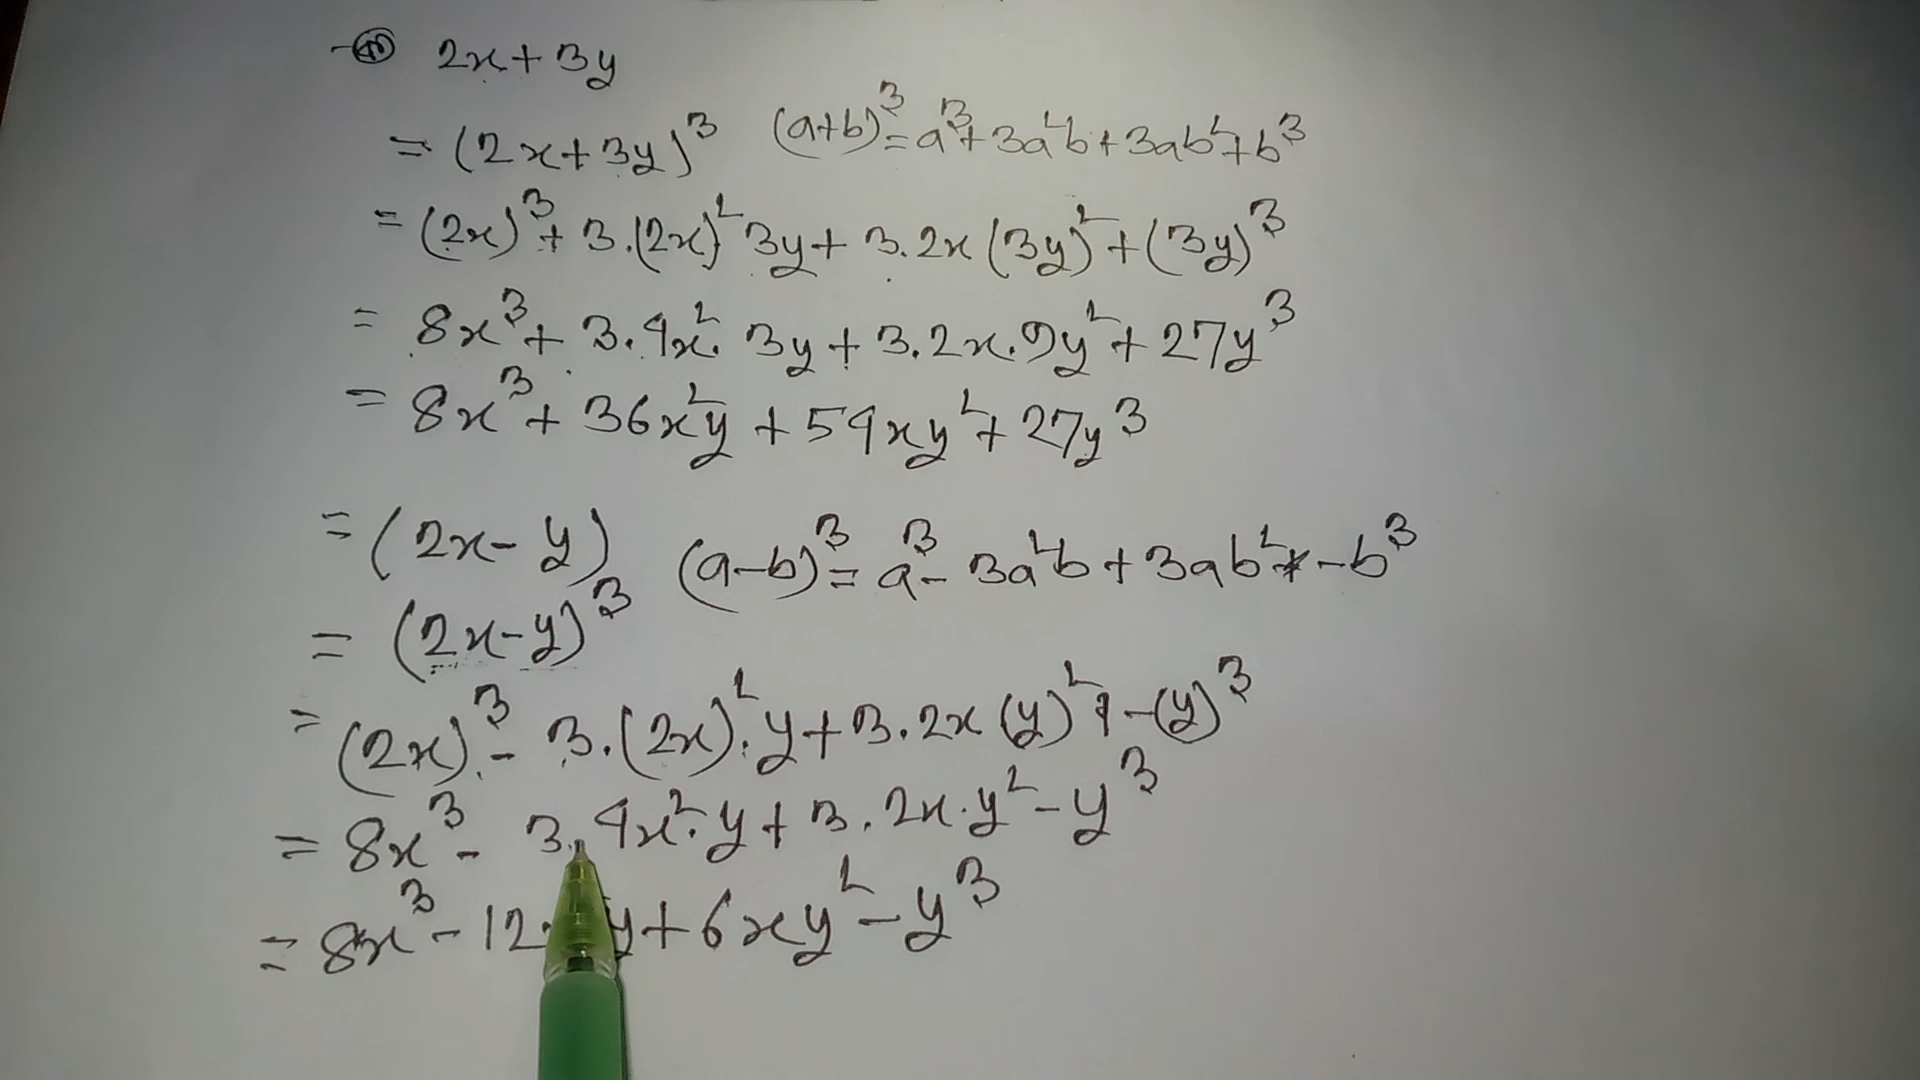 2x+3y
= (2x+3y)³ (a+b)³ = a³+3a²b+3ab²+b³
= (2x)³+3.(2x)² 3y+3.2x(3y)²+(3y)³
= 8x³+3.4x². 3y+3.2x.9y²+27y³
= 8x³+36x²y+54xy²+27y³
= (2x-y) (a-b)³ = a³-3a²b+3ab²-b³
= (2x-y)³
= (2x)³-3.(2x)².y+3.2x(y)²-(y)³
= 8x³-3.4x².y+3.2x.y²-y³
= 8x³-12 y+6xy²-y³